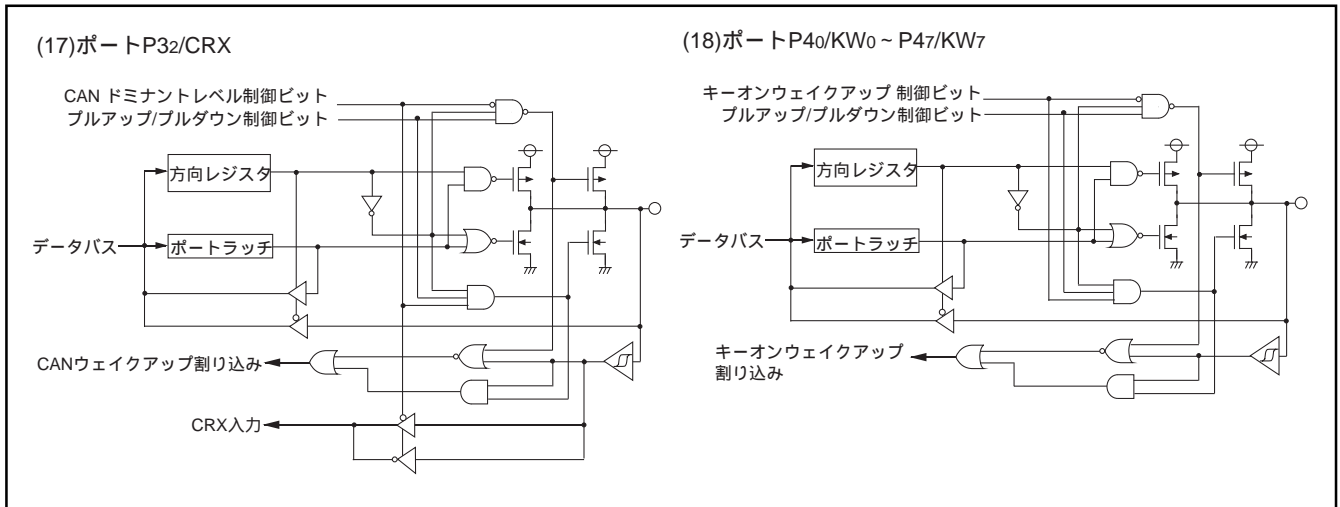 (17)ポートP32/CRX
CAN ドミナントレベル制御ビット
プルアップ/プルダウン制御ビット
方向レジスタ
データバス
ポートラッチ
CANウェイクアップ割り込み
CRX入力
(18)ポートP40/KW0 ~ P47/KW7
キーオンウェイクアップ 制御ビット
プルアップ/プルダウン制御ビット
方向レジスタ
データバス
ポートラッチ
キーオンウェイクアップ
割り込み